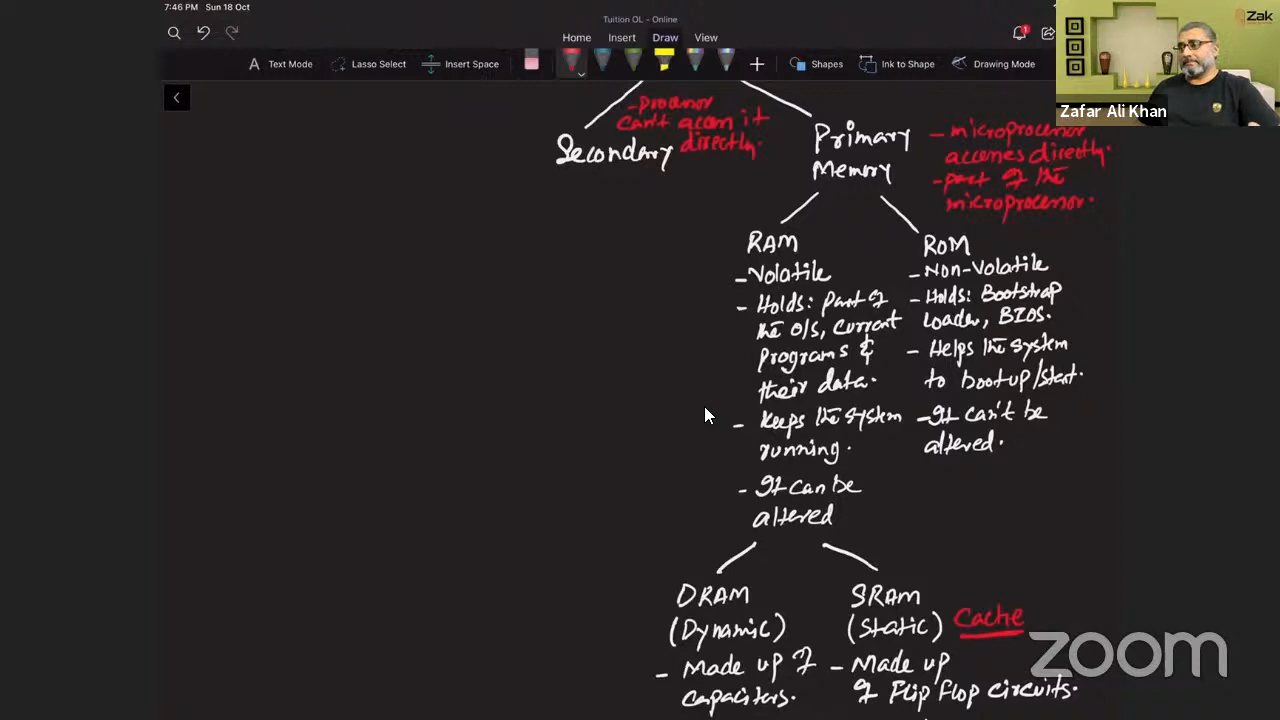 7:46 PM Sun 18 Oct
Tuition OL – Online
Home Insert Draw View
1
Text Mode Lasso Select Insert Space Shapes Ink to Shape Drawing Mode
Zak
Zafar Ali Khan
- processor
can't access it
directly.
Secondary
Primary
Memory
- microprocessor
accesses directly.
- part of the
microprocessor.
RAM
- Volatile
- Holds: part of
the O/S, current
programs &
their data.
- Keeps the system
running.
- It can be
altered
ROM
- Non-Volatile
- Holds: Bootstrap
Loader, BIOS.
- Helps the system
to bootup/start.
- It can't be
altered.
DRAM
(Dynamic)
- Made up of
capaciters.
SRAM
(Static)
Cache
- Made up
of Flip Flop circuits.
zoom